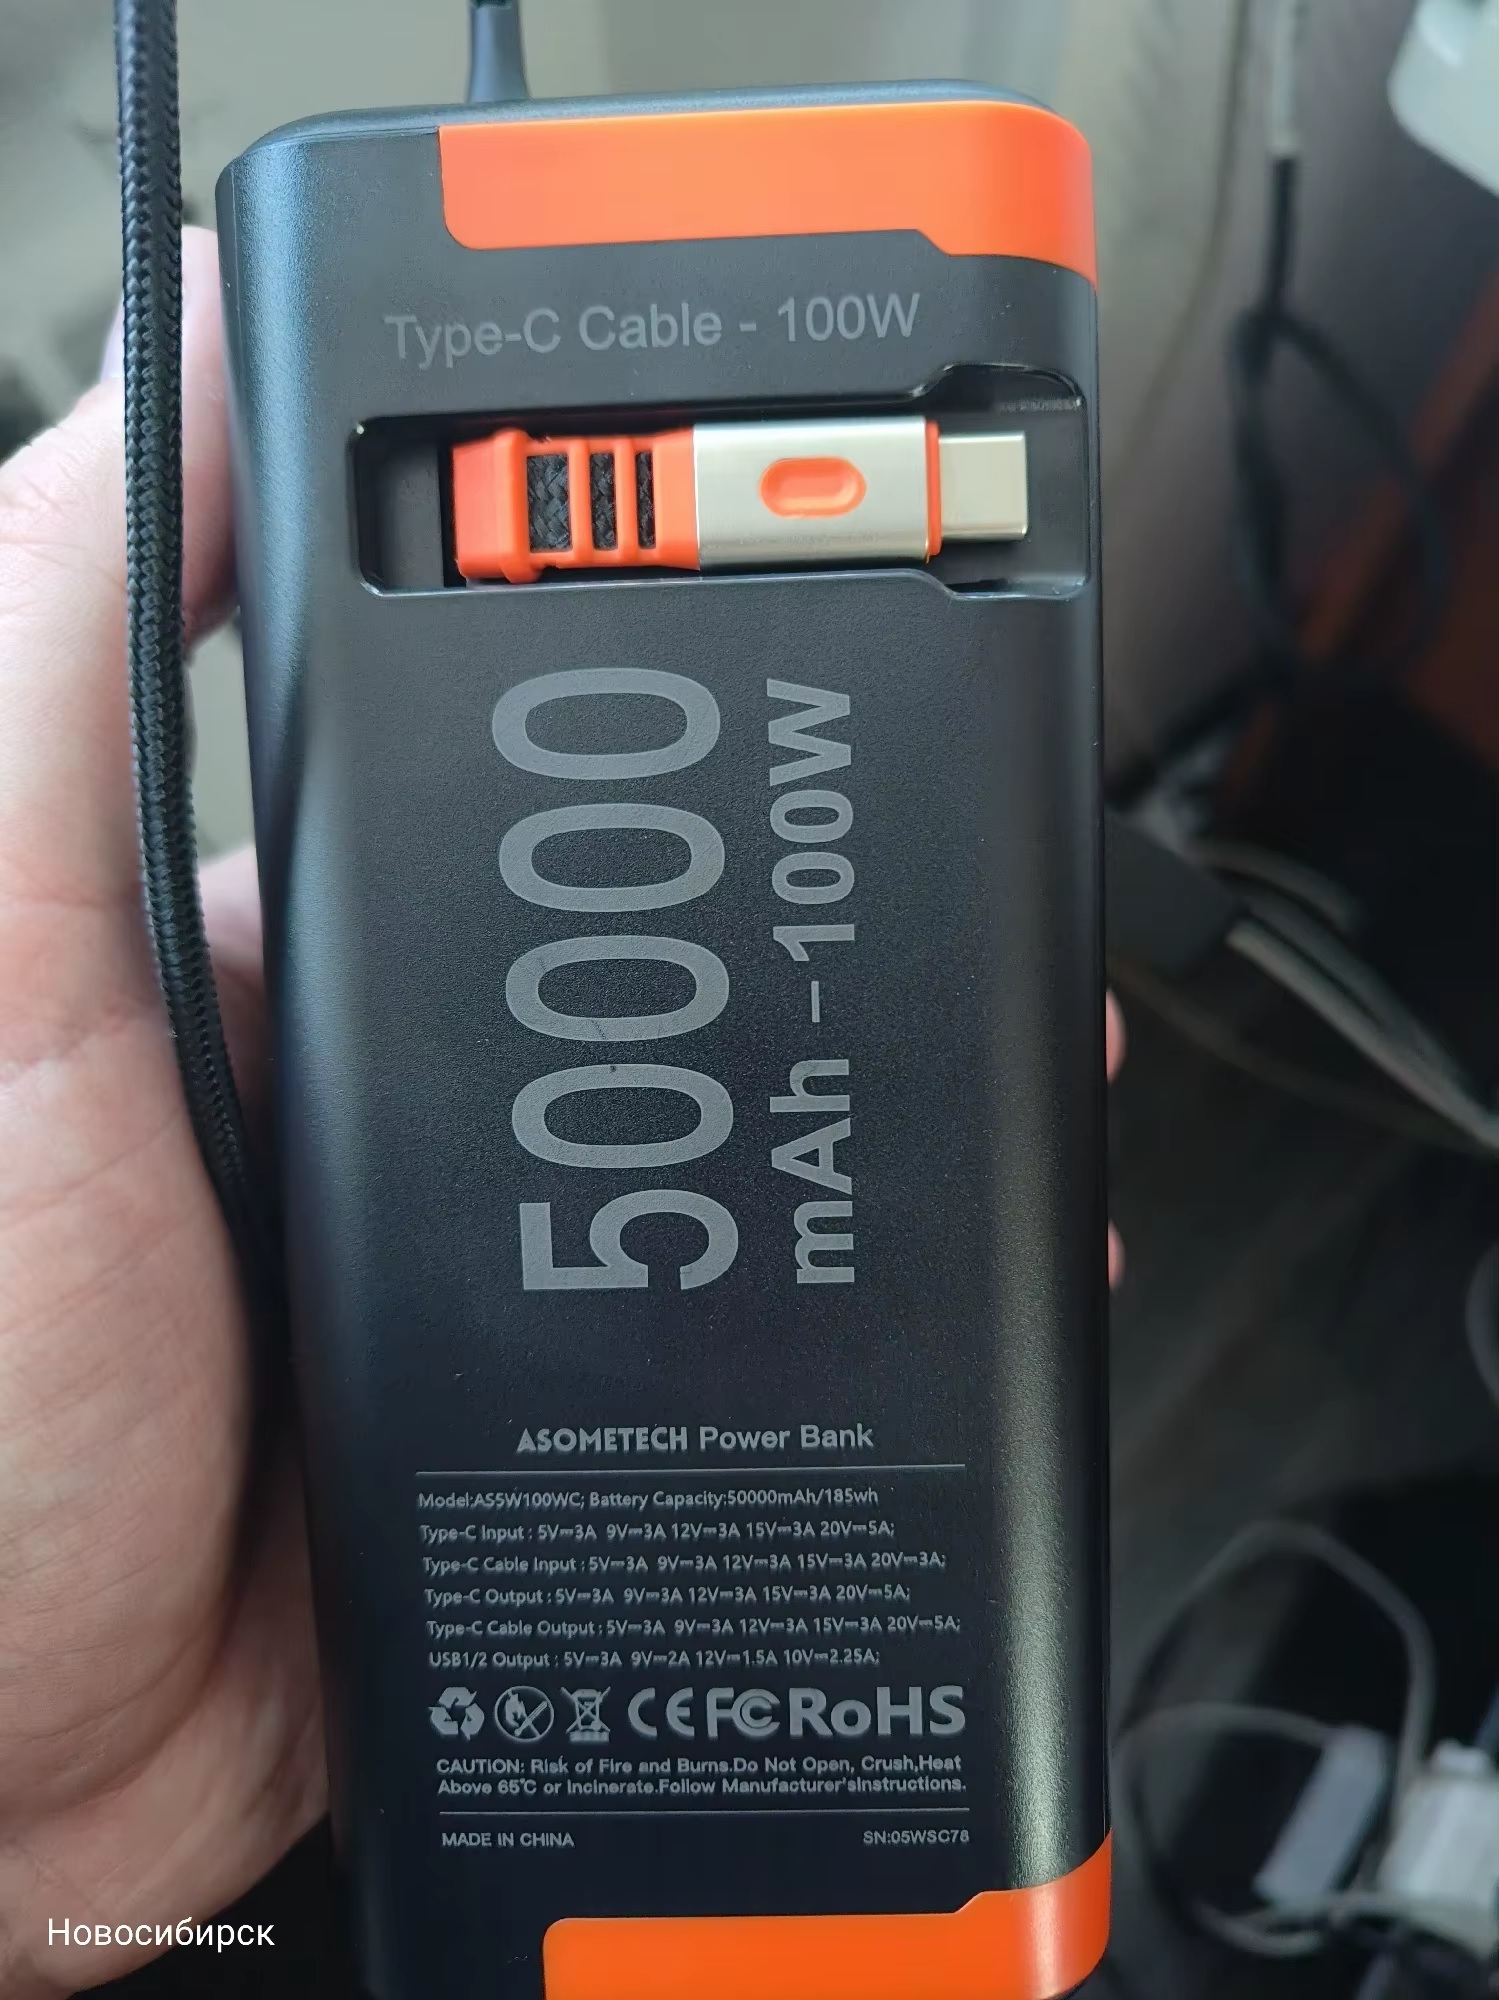 Type-C Cable - 100W
50000
mAh - 100W
ASOMETECH Power Bank
Model:AS5W100WC; Battery Capacity:50000mAh/185wh
Type-C Input : 5V⎓3A 9V⎓3A 12V⎓3A 15V⎓3A 20V⎓5A;
Type-C Cable Input : 5V⎓3A 9V⎓3A 12V⎓3A 15V⎓3A 20V⎓3A;
Type-C Output : 5V⎓3A 9V⎓3A 12V⎓3A 15V⎓3A 20V⎓5A;
Type-C Cable Output : 5V⎓3A 9V⎓3A 12V⎓3A 15V⎓3A 20V⎓5A;
USB1/2 Output : 5V⎓3A 9V⎓2A 12V⎓1.5A 10V⎓2.25A;
CE FC RoHS
CAUTION: Risk of Fire and Burns.Do Not Open, Crush,Heat
Above 65℃ or Incinerate.Follow Manufacturer'sInstructions.
MADE IN CHINA SN:05WSC78
Новосибирск